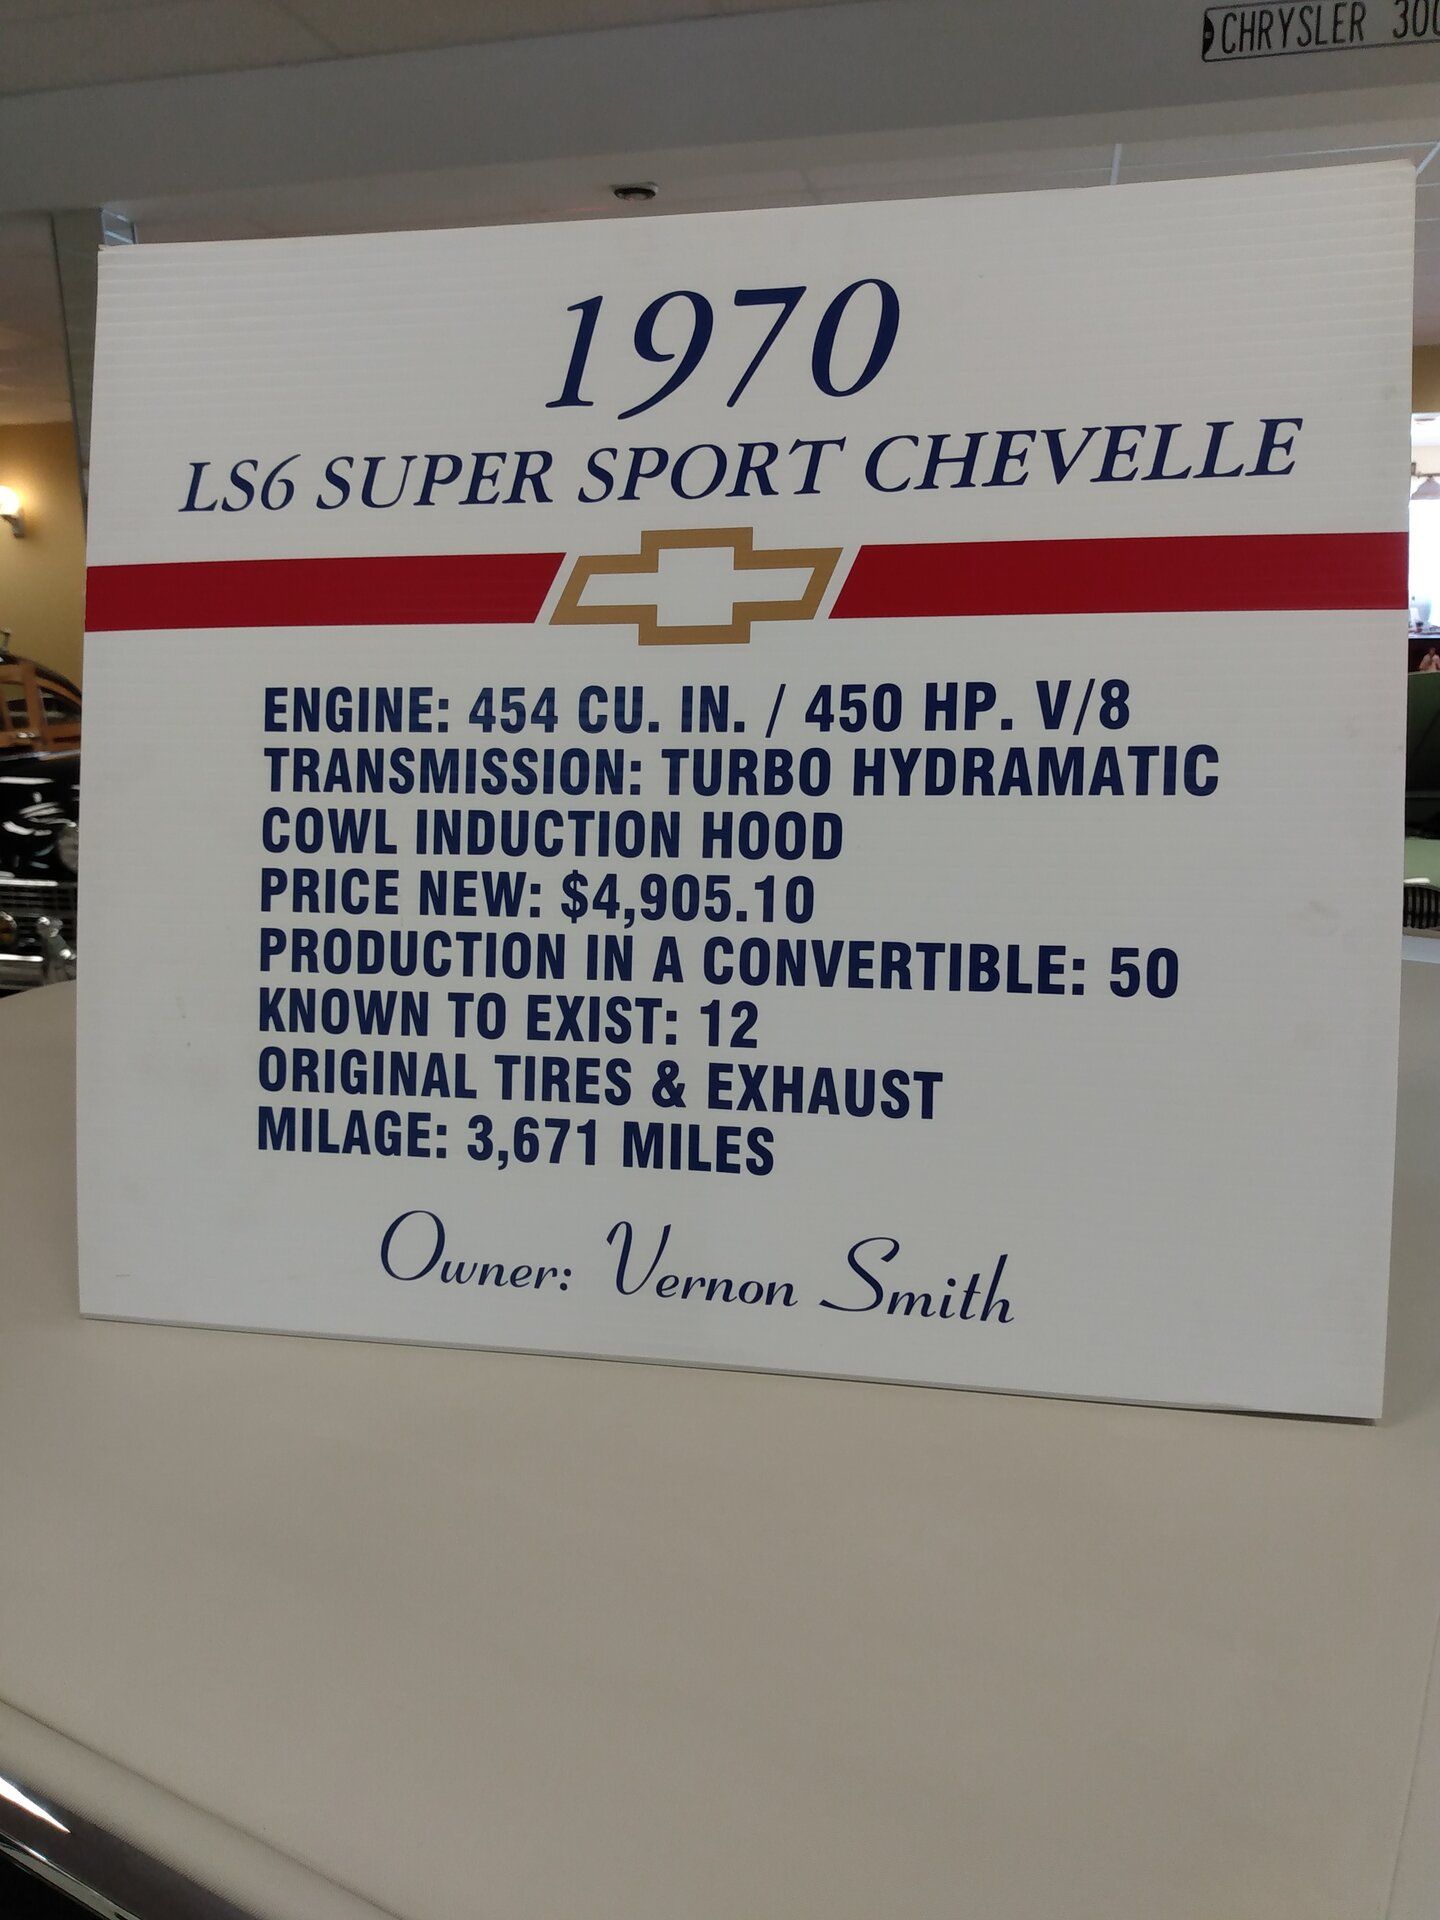 CHRYSLER 300
1970
LS6 SUPER SPORT CHEVELLE
ENGINE: 454 CU. IN. / 450 HP. V/8
TRANSMISSION: TURBO HYDRAMATIC
COWL INDUCTION HOOD
PRICE NEW: $4,905.10
PRODUCTION IN A CONVERTIBLE: 50
KNOWN TO EXIST: 12
ORIGINAL TIRES & EXHAUST
MILAGE: 3,671 MILES
Owner: Vernon Smith